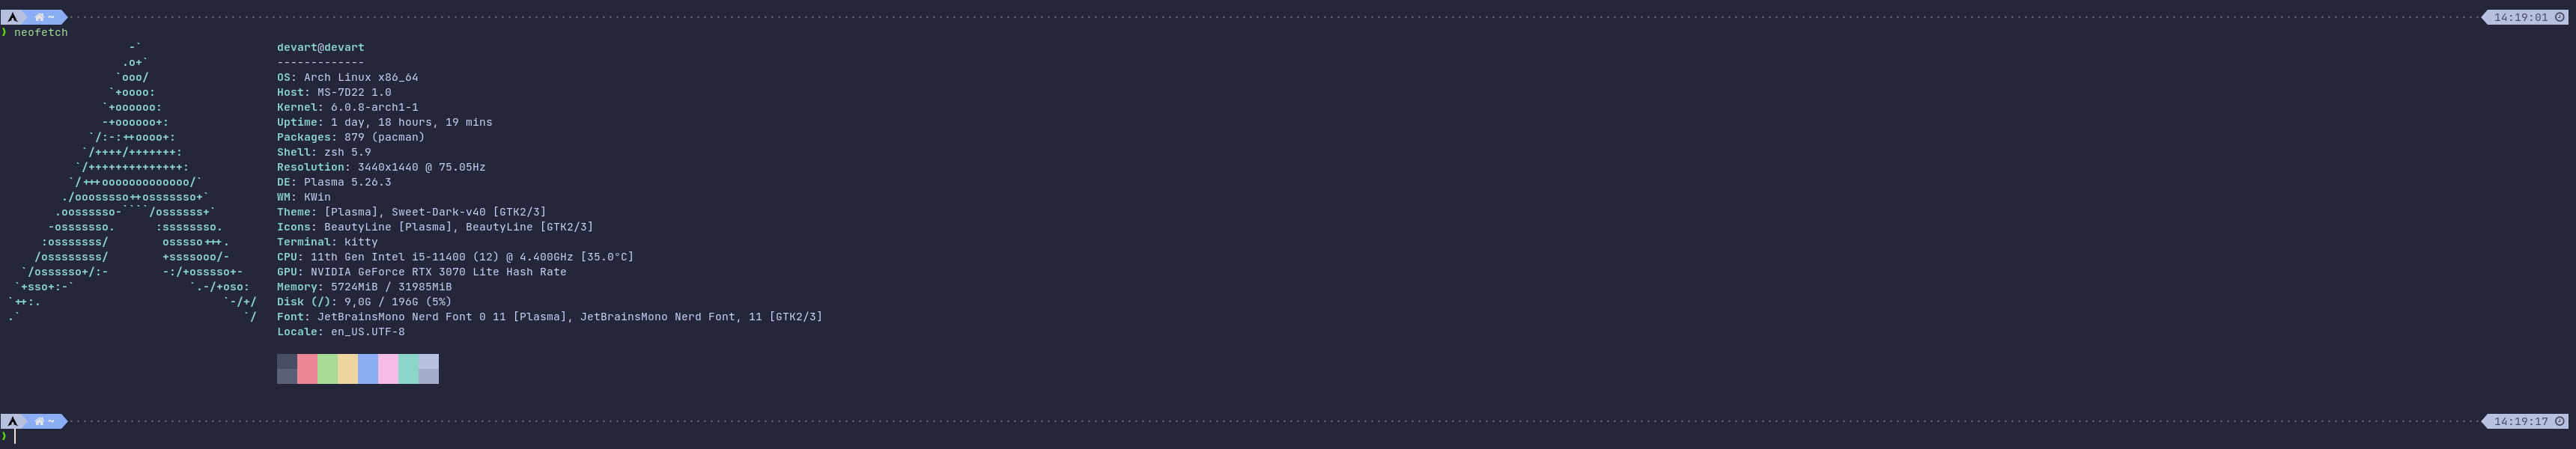 ~ 14:19:01
❯ neofetch
-` devart@devart
.o+` -------------
`ooo/ OS: Arch Linux x86_64
`+oooo: Host: MS-7D22 1.0
`+oooooo: Kernel: 6.0.8-arch1-1
-+oooooo+: Uptime: 1 day, 18 hours, 19 mins
`/:-:++oooo+: Packages: 879 (pacman)
`/++++/+++++++: Shell: zsh 5.9
`/++++++++++++++: Resolution: 3440x1440 @ 75.05Hz
`/+++ooooooooooooo/` DE: Plasma 5.26.3
./ooosssso++osssssso+` WM: KWin
.oossssso-````/ossssss+` Theme: [Plasma], Sweet-Dark-v40 [GTK2/3]
-osssssso. :ssssssso. Icons: BeautyLine [Plasma], BeautyLine [GTK2/3]
:osssssss/ osssso+++. Terminal: kitty
/ossssssss/ +ssssooo/- CPU: 11th Gen Intel i5-11400 (12) @ 4.400GHz [35.0°C]
`/ossssso+/:- -:/+osssso+- GPU: NVIDIA GeForce RTX 3070 Lite Hash Rate
`+sso+:-` `.-/+oso: Memory: 5724MiB / 31985MiB
`++:. `-/+/ Disk (/): 9,0G / 196G (5%)
.` `/ Font: JetBrainsMono Nerd Font 0 11 [Plasma], JetBrainsMono Nerd Font, 11 [GTK2/3]
Locale: en_US.UTF-8
~ 14:19:17
❯